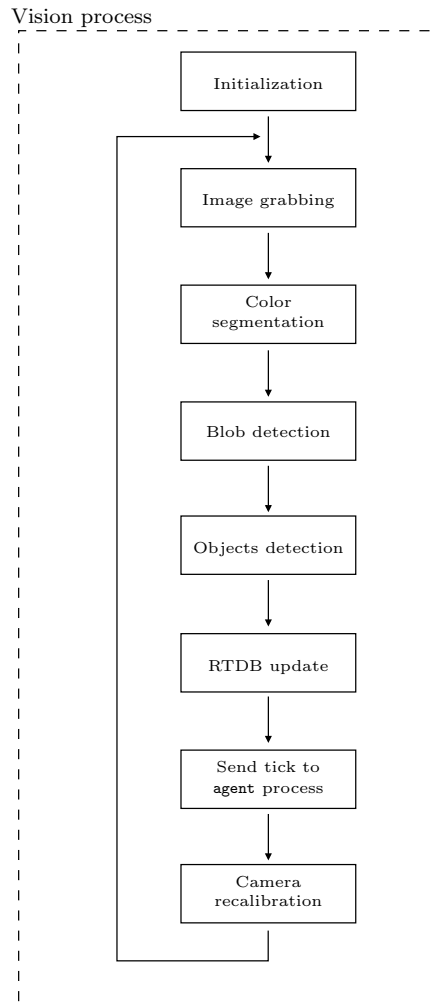 Vision process
Initialization
Image grabbing
Color
segmentation
Blob detection
Objects detection
RTDB update
Send tick to
agent process
Camera
recalibration